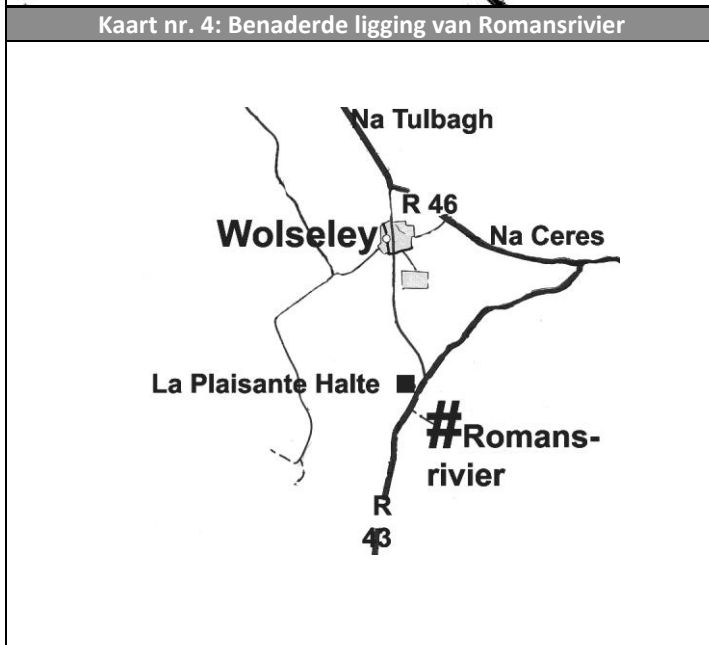 Kaart nr. 4: Benaderde ligging van Romansrivier
Na Tulbagh
R 46
Wolseley
Na Ceres
La Plaisante Halte
#Romans-
rivier
R
43